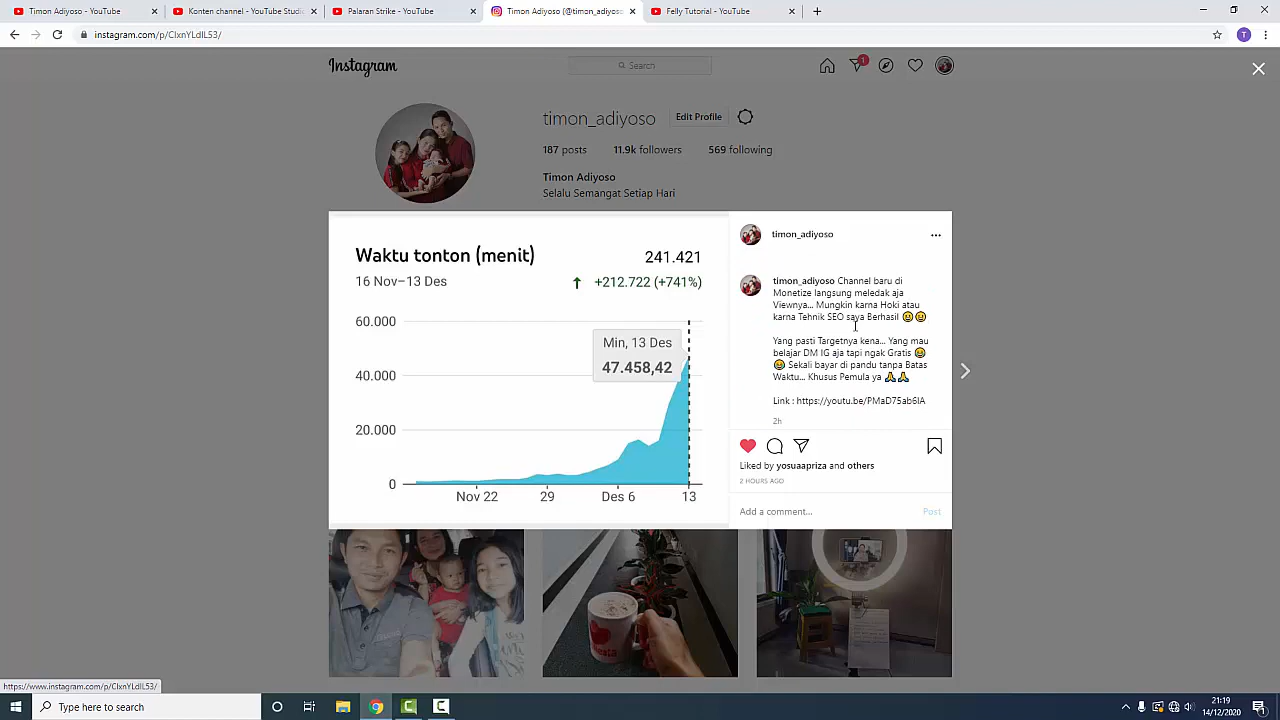 Timon Adiyoso - YouTube
Konten channel - YouTube Studio
Palaran Strike - YouTube
Timon Adiyoso (@timon_adiyoso
Felly Tutorial - YouTube
instagram.com/p/CIxnYLdlL53/
T
Instagram
Search
1
timon_adiyoso
Edit Profile
187 posts 11.9k followers 569 following
Timon Adiyoso
Selalu Semangat Setiap Hari
Waktu tonton (menit)
241.421
16 Nov–13 Des
+212.722 (+741%)
60.000
Min, 13 Des
47.458,42
40.000
20.000
0
Nov 22 29 Des 6 13
timon_adiyoso
timon_adiyoso Channel baru di
Monetize langsung meledak aja
Viewnya... Mungkin karna Hoki atau
karna Tehnik SEO saya Berhasil 😆😆
Yang pasti Targetnya kena... Yang mau
belajar DM IG aja tapi ngak Gratis 😂
😂 Sekali bayar di pandu tanpa Batas
Waktu... Khusus Pemula ya 🙏🙏
Link : https://youtu.be/PMaD75ab6IA
2h
Liked by yosuaapriza and others
2 HOURS AGO
Add a comment...
Post
https://www.instagram.com/p/CIxnYLdlL53/
Type here to search
21:19
14/12/2020